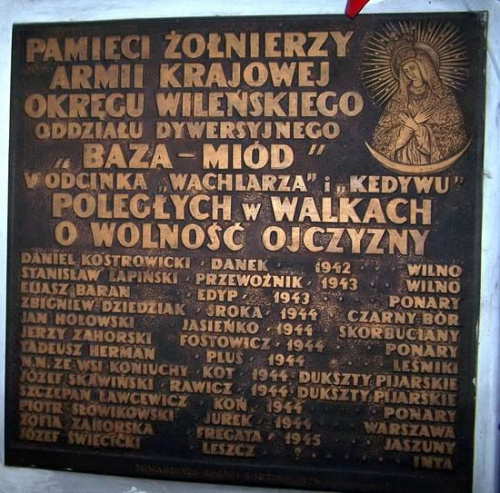 PAMIĘCI ŻOŁNIERZY
ARMII KRAJOWEJ
OKRĘGU WILEŃSKIEGO
ODDZIAŁU DYWERSYJNEGO
„BAZA – MIÓD"
V ODCINKA „WACHLARZA" i „KEDYWU"
POLEGŁYCH W WALKACH
O WOLNOŚĆ OJCZYZNY
DANIEL KOSTROWICKI · DANEK · 1942 · WILNO
STANISŁAW ŁAPIŃSKI · PRZEWOŹNIK · 1943 · WILNO
ELJASZ BARAN · EDYP · 1943 · PONARY
ZBIGNIEW DZIEDZIAK · SROKA · 1944 · CZARNY BÓR
JAN HOŁOWSKI · JASIEŃKO · 1944 · SKORBUCIANY
JERZY ZAHORSKI · FOSTOWICZ · 1944 · PONARY
TADEUSZ HERMAN · PLUŚ · 1944 · LEŚNIKI
N.N. ZE WSI KONIUCHY · KOT · 1944 · DUKSZTY PIJARSKIE
JÓZEF SKAWIŃSKI · RAWICZ · 1944 · DUKSZTY PIJARSKIE
SZCZEPAN ŁAWCEWICZ · KOŃ · 1944 · PONARY
PIOTR SŁOWIKOWSKI · JUREK · 1944 · WARSZAWA
ZOFIA ZAHORSKA · FREGATA · 1945 · JASZUNY
JÓZEF ŚWIĘCICKI · LESZCZ · ? · INTA